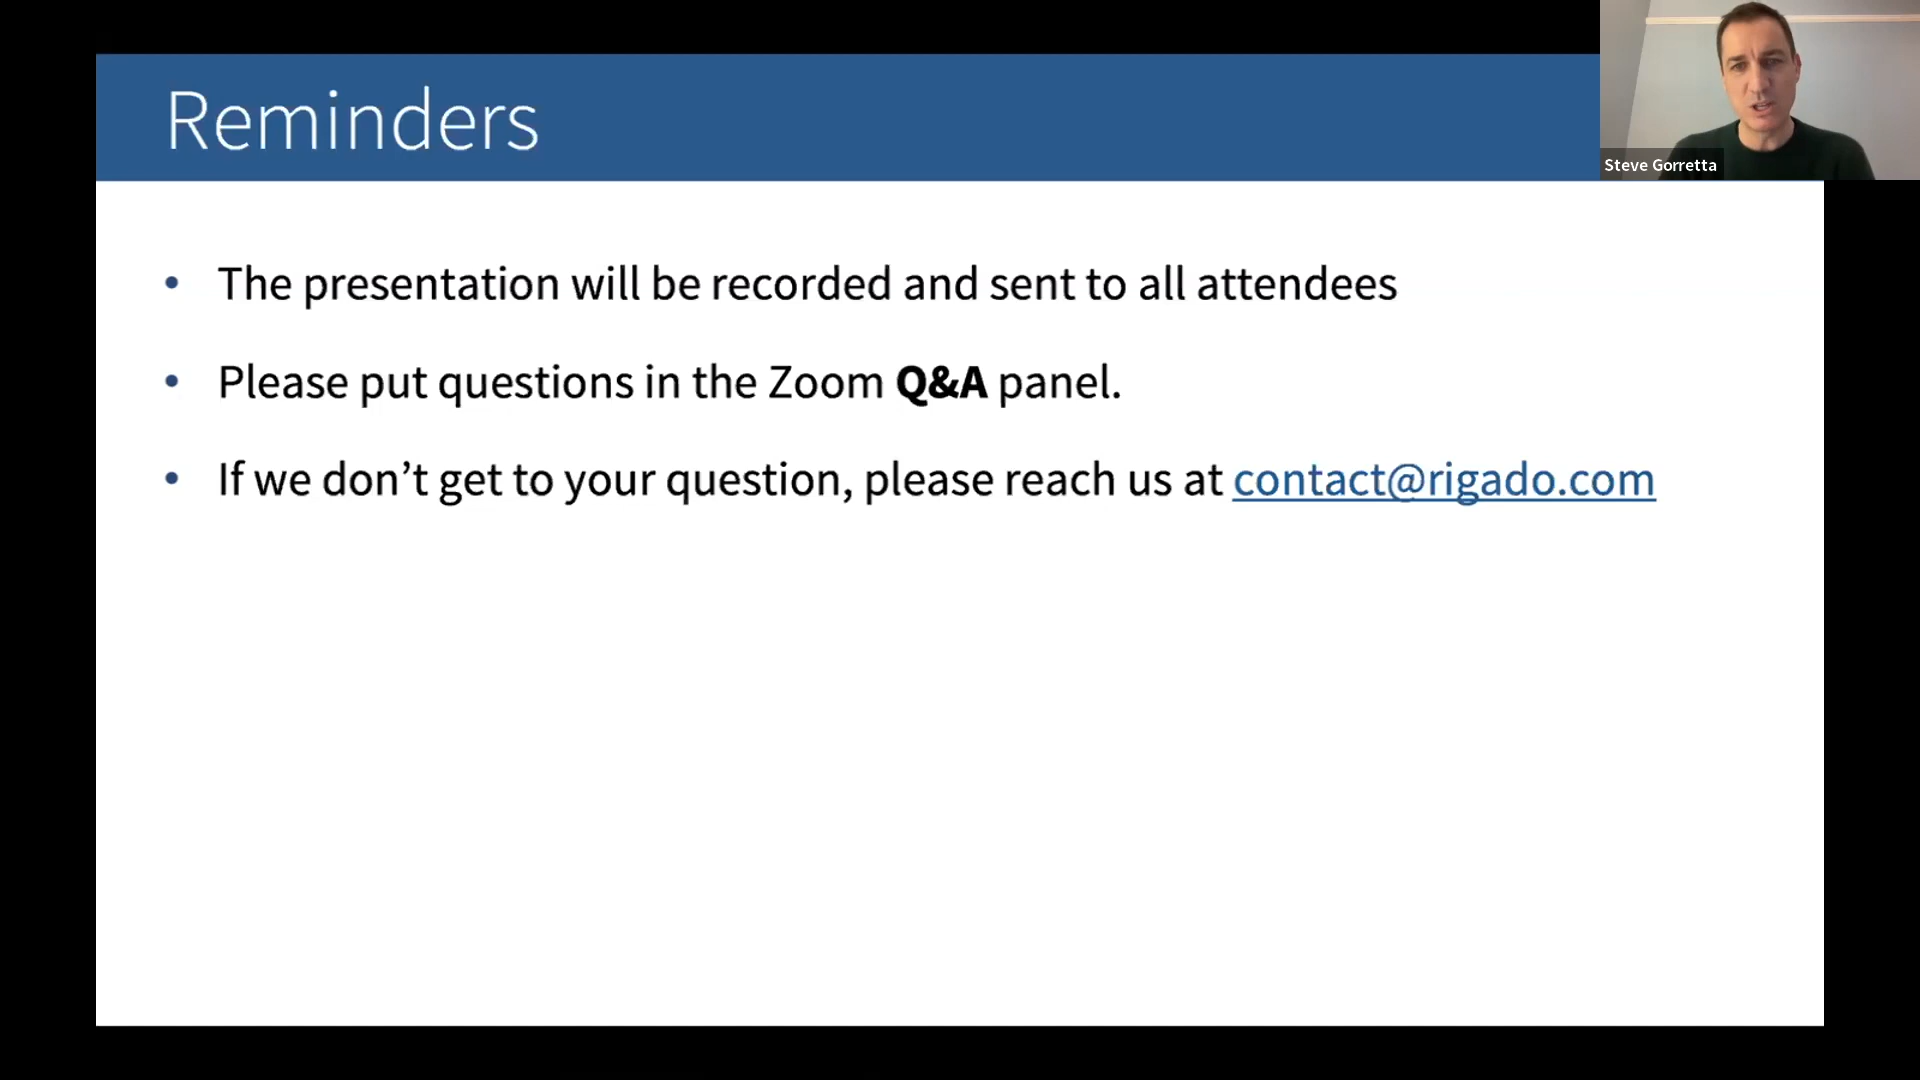 Reminders
Steve Gorretta
• The presentation will be recorded and sent to all attendees
• Please put questions in the Zoom Q&A panel.
• If we don’t get to your question, please reach us at contact@rigado.com